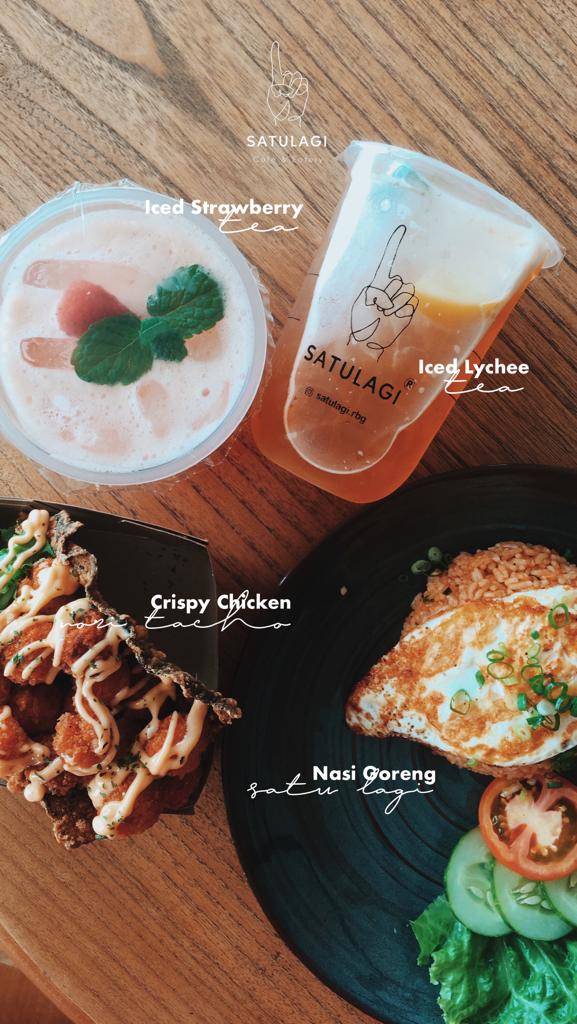 SATULAGI
Cafe & Eatery
Iced Strawberry
tea
SATULAGI®
satulagi.rbg
Iced Lychee
tea
Crispy Chicken
nori tacho
Nasi Goreng
satu lagi